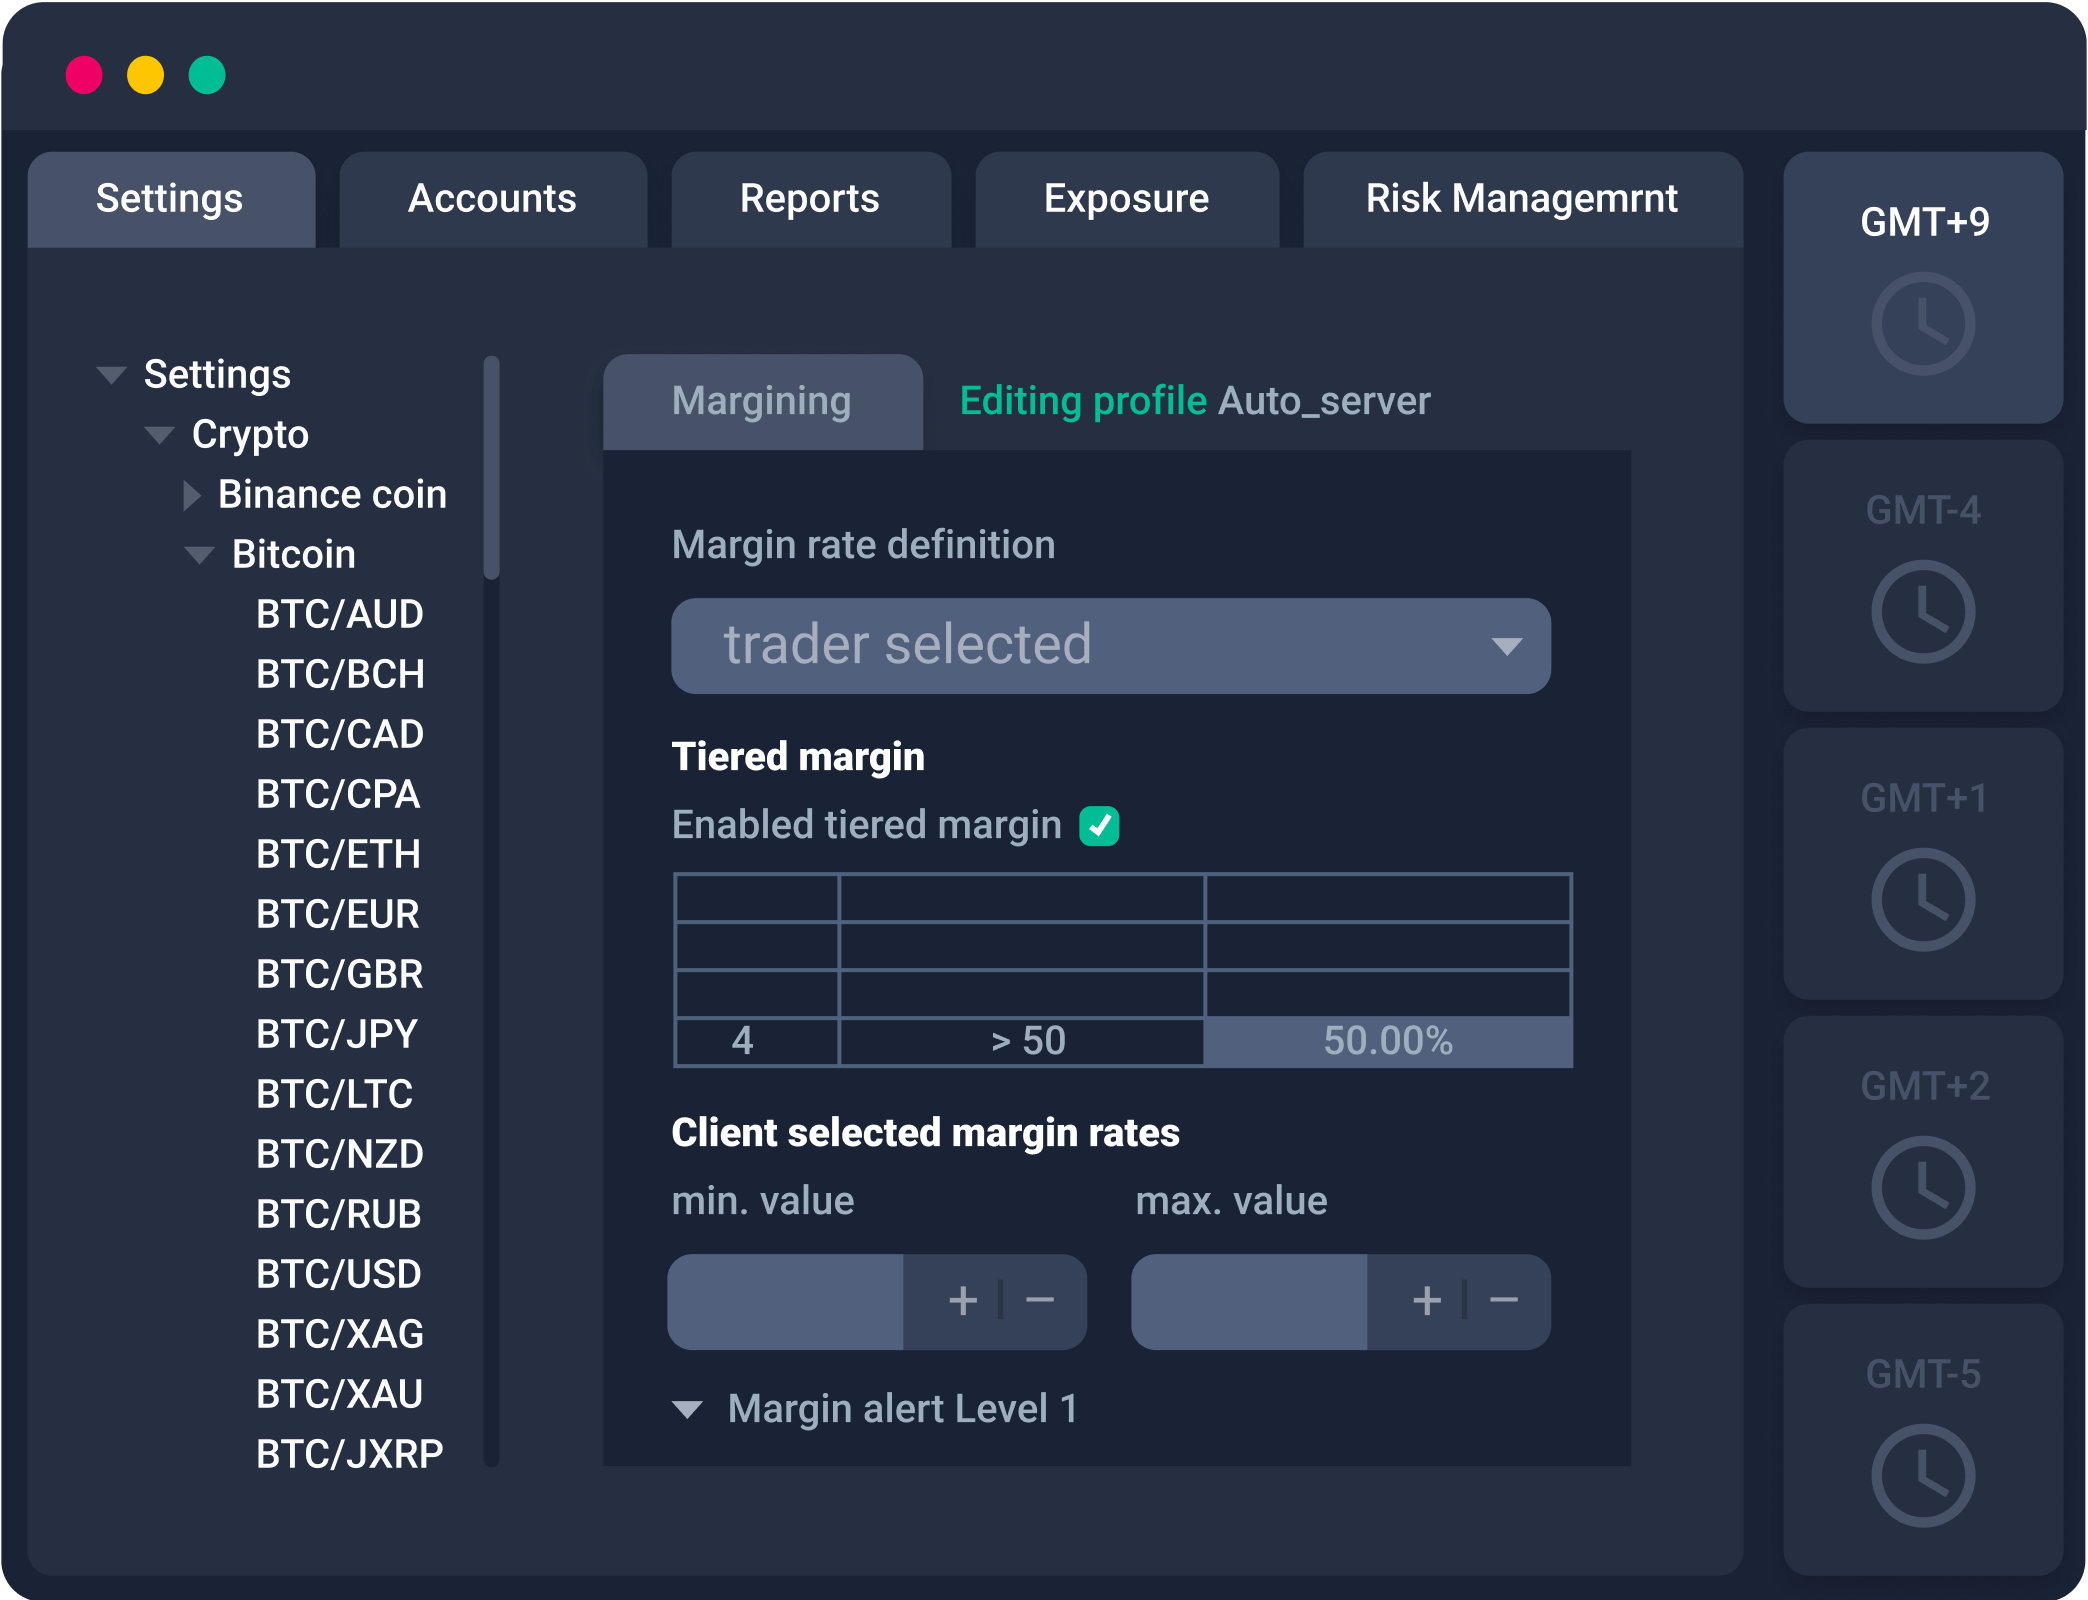 Settings
Accounts
Reports
Exposure
Risk Managemrnt
Settings
Crypto
Binance coin
Bitcoin
BTC/AUD
BTC/BCH
BTC/CAD
BTC/CPA
BTC/ETH
BTC/EUR
BTC/GBR
BTC/JPY
BTC/LTC
BTC/NZD
BTC/RUB
BTC/USD
BTC/XAG
BTC/XAU
BTC/JXRP
Margining
Editing profile Auto_server
Margin rate definition
trader selected
Tiered margin
Enabled tiered margin
4 > 50 50.00%
Client selected margin rates
min. value
max. value
+ | −
+ | −
Margin alert Level 1
GMT+9
GMT-4
GMT+1
GMT+2
GMT-5